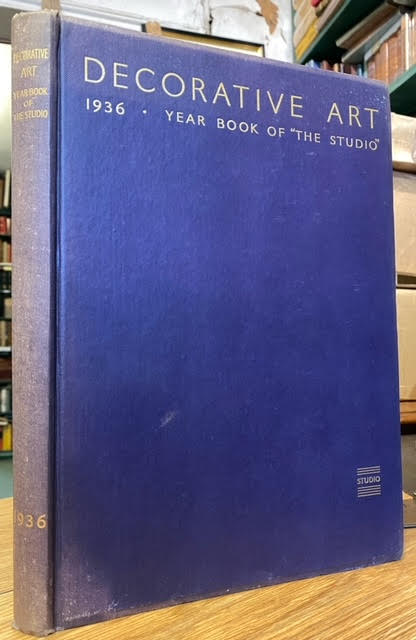 DECORATIVE ART
1936 · YEAR BOOK OF "THE STUDIO"
STUDIO
DECORATIVE
ART
YEAR BOOK
OF
THE STUDIO
1936